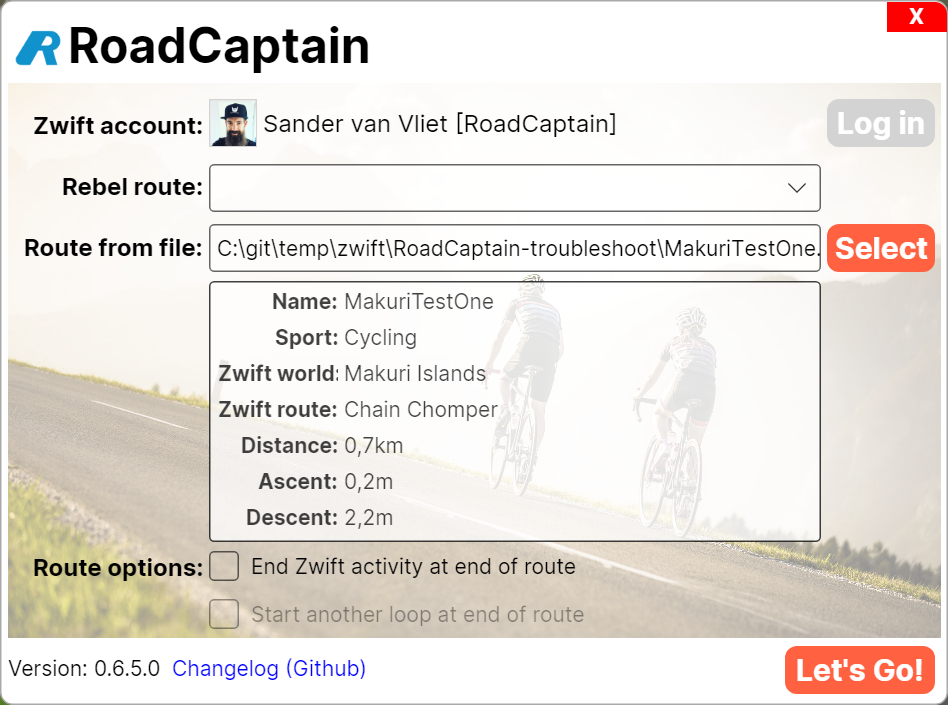 X
RoadCaptain
Zwift account: Sander van Vliet [RoadCaptain] Log in
Rebel route:
Route from file: C:\git\temp\zwift\RoadCaptain-troubleshoot\MakuriTestOne. Select
Name: MakuriTestOne
Sport: Cycling
Zwift world: Makuri Islands
Zwift route: Chain Chomper
Distance: 0,7km
Ascent: 0,2m
Descent: 2,2m
Route options: End Zwift activity at end of route
Start another loop at end of route
Version: 0.6.5.0 Changelog (Github) Let's Go!